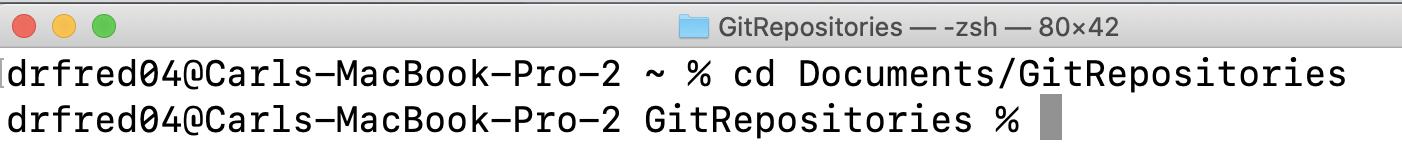 GitRepositories — -zsh — 80×42
drfred04@Carls-MacBook-Pro-2 ~ % cd Documents/GitRepositories
drfred04@Carls-MacBook-Pro-2 GitRepositories %